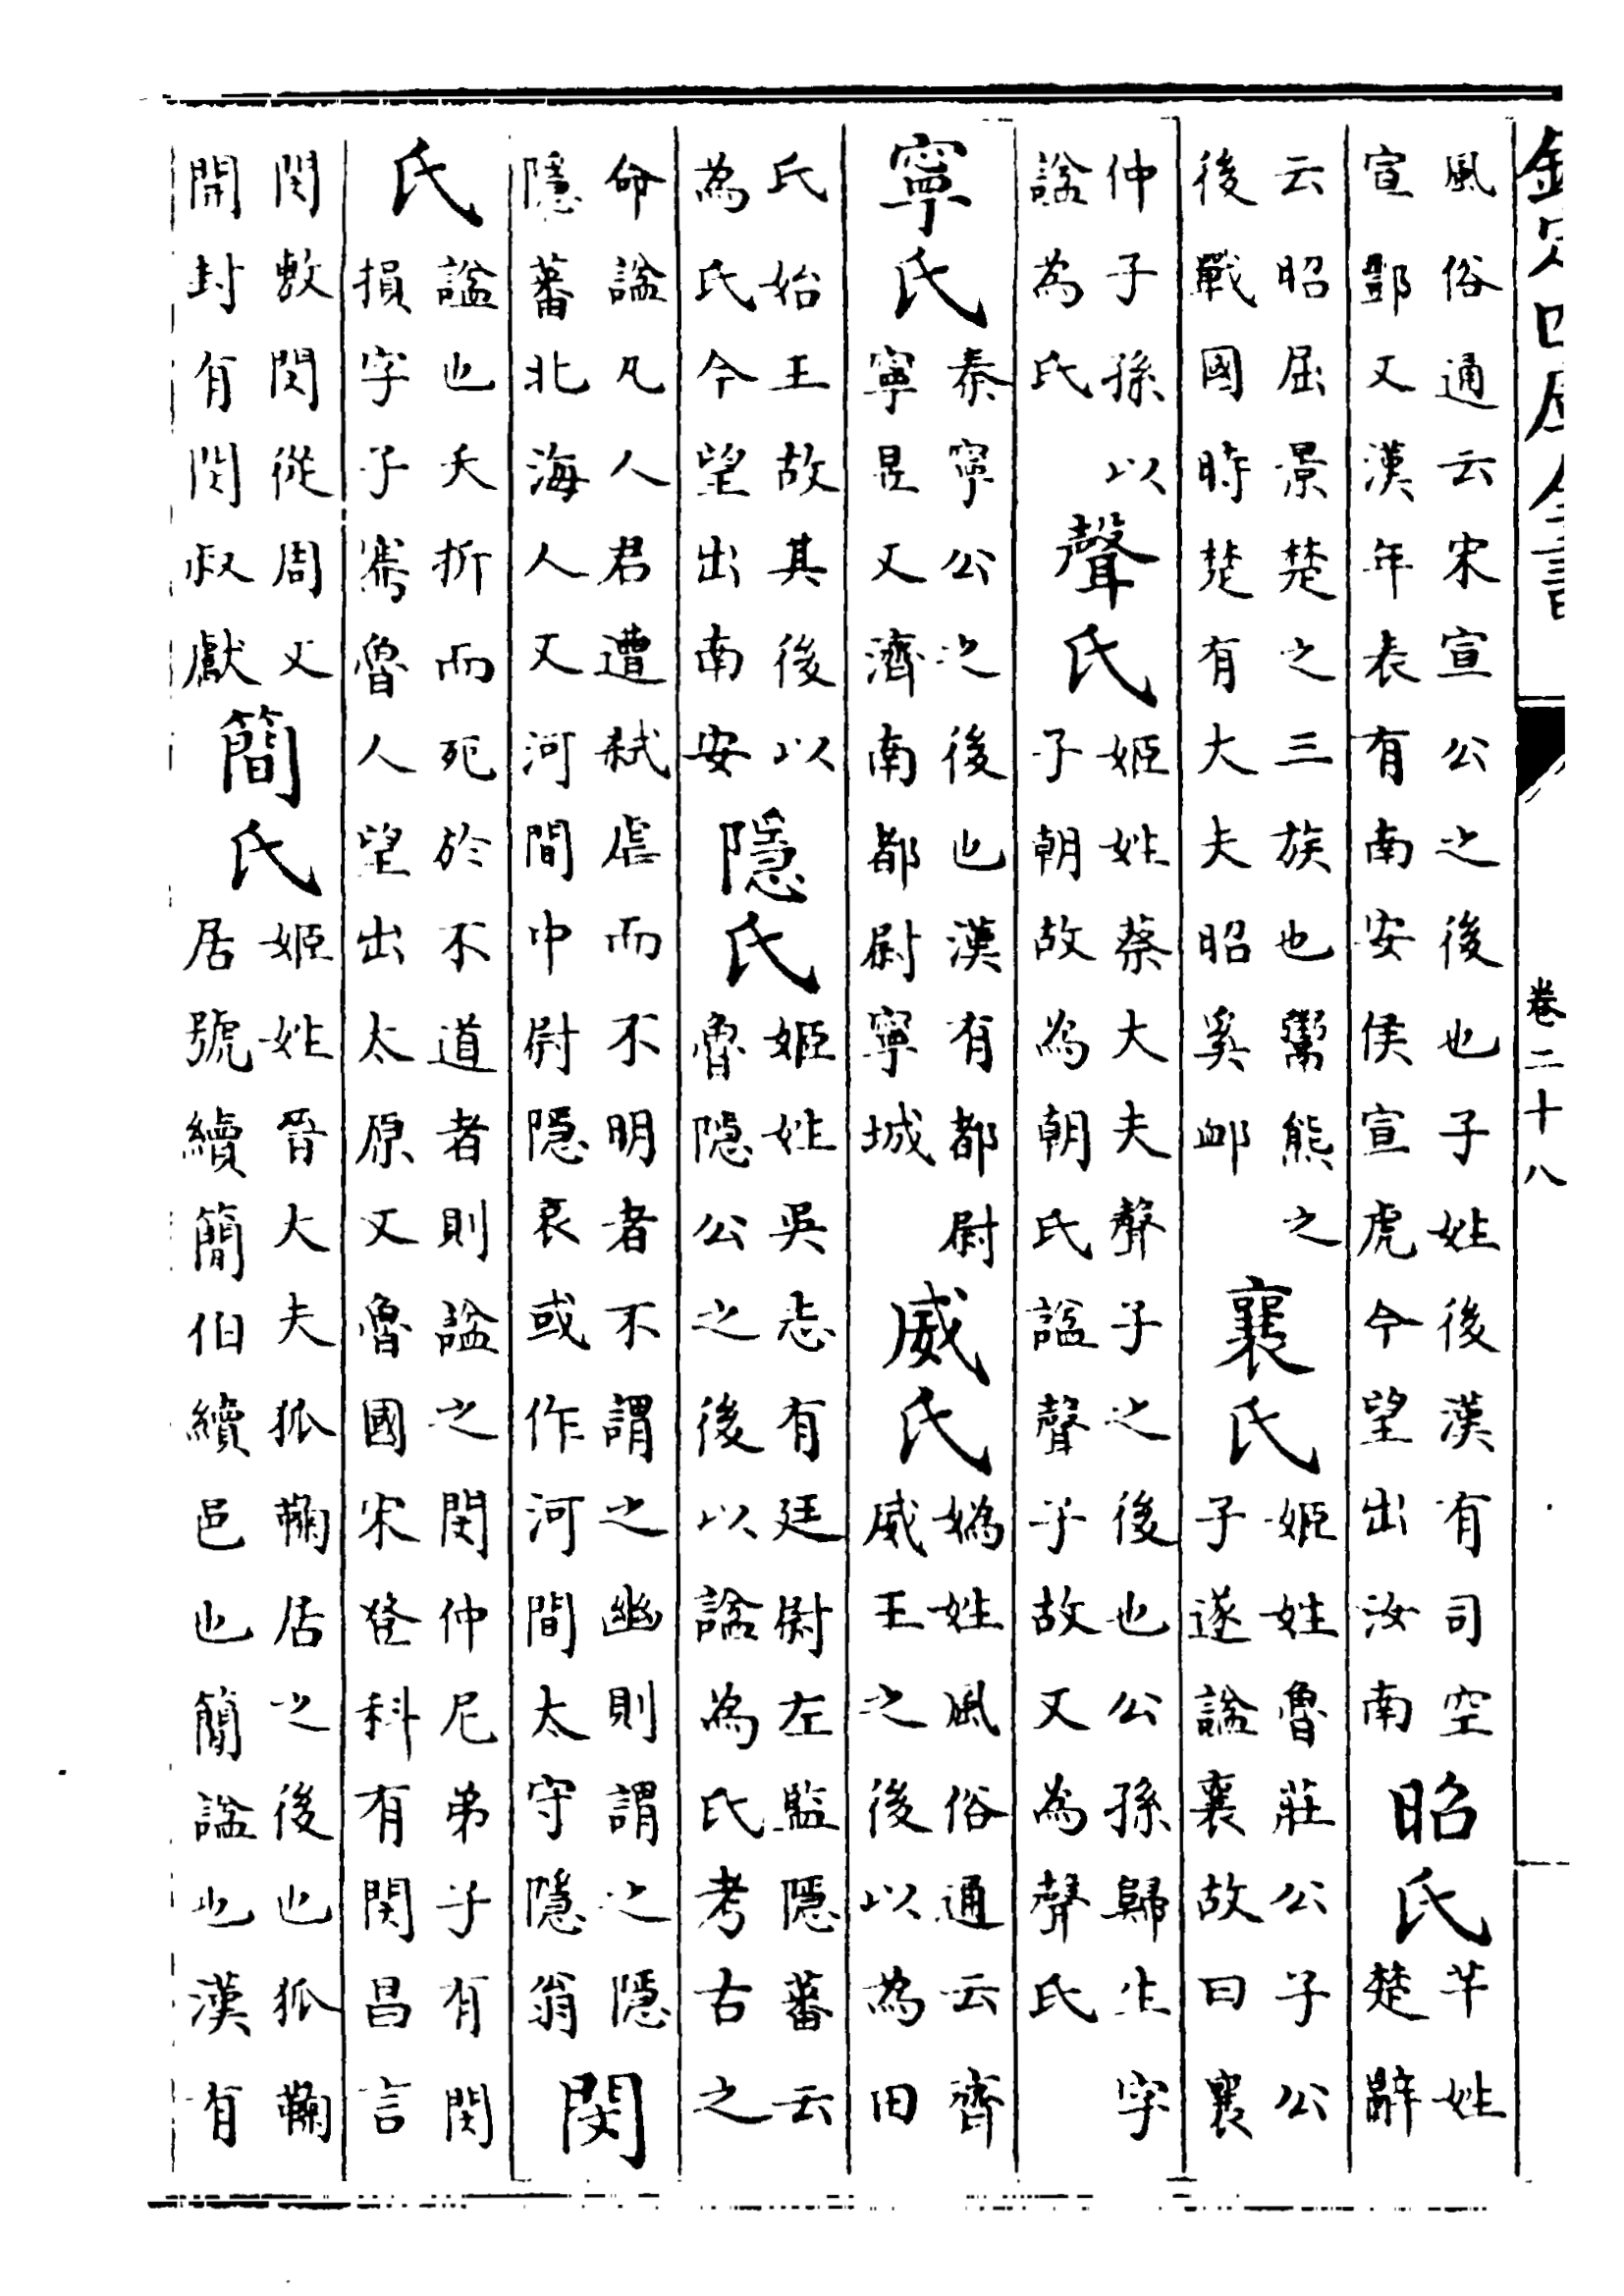 欽定四庫全書
卷二十八
風俗通云宋宣公之後也子姓後漢有司空
宣酆又漢年表有南安侯宣虎今望出汝南
昭氏
芊姓
楚辭
云昭屈景楚之三族也鬻熊之
後戰國時楚有大夫昭奚卹
襄氏
姬姓魯莊公子公
子遂諡襄故曰襄
仲子孫以
諡為氏
聲氏
姬姓蔡大夫聲子之後也公孫歸生字
子朝故為朝氏諡聲子故又為聲氏
寧氏
秦寧公之後也漢有都尉
寧昱又濟南都尉寧城
威氏
媯姓風俗通云齊
威王之後以為田
氏始王故其後以
為氏今望出南安
隱氏
姬姓吳志有廷尉左監隱蕃云
魯隱公之後以諡為氏考古之
命諡凡人君遭弒虐而不明者不謂之幽則謂之隱
隱蕃北海人又河間中尉隱裒或作河間太守隱翁
閔
氏
諡也夭折而死於不道者則諡之閔仲尼弟子有閔
損字子騫魯人望出太原又魯國宋登科有閔昌言
閔斆閔從周又
開封有閔叔獻
簡氏
姬姓晉大夫狐鞫居之後也狐鞫
居號續簡伯續邑也簡諡也漢有